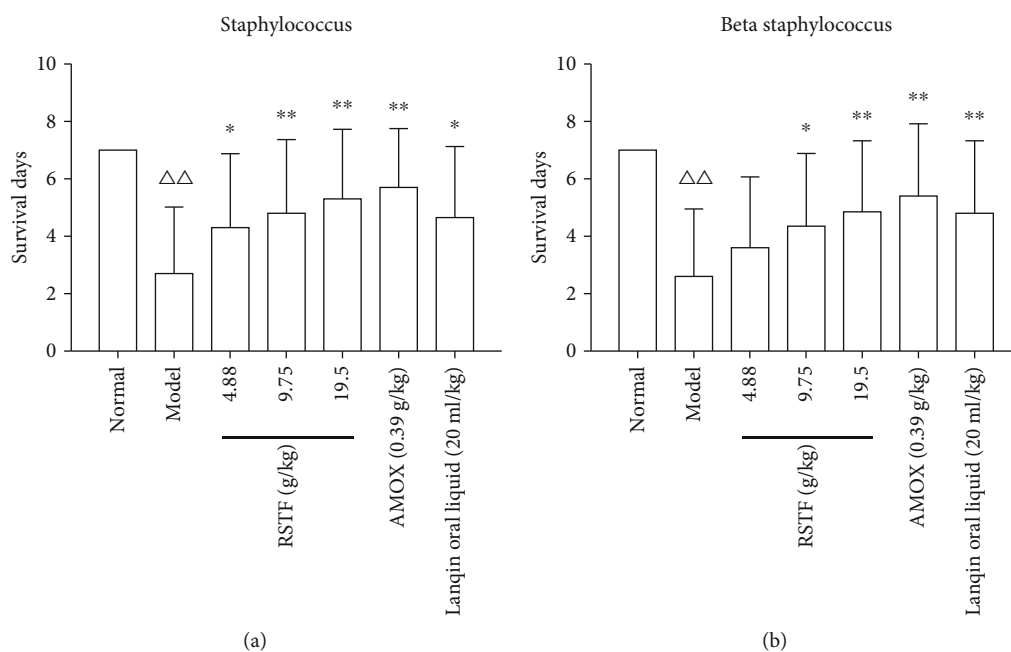 Staphylococcus
Survival days
10
8
6
4
2
0
△△
*
**
**
**
*
Normal
Model
4.88
9.75
19.5
AMOX (0.39 g/kg)
Lanqin oral liquid (20 ml/kg)
RSTF (g/kg)
(a)
Beta staphylococcus
Survival days
10
8
6
4
2
0
△△
*
**
**
**
Normal
Model
4.88
9.75
19.5
AMOX (0.39 g/kg)
Lanqin oral liquid (20 ml/kg)
RSTF (g/kg)
(b)